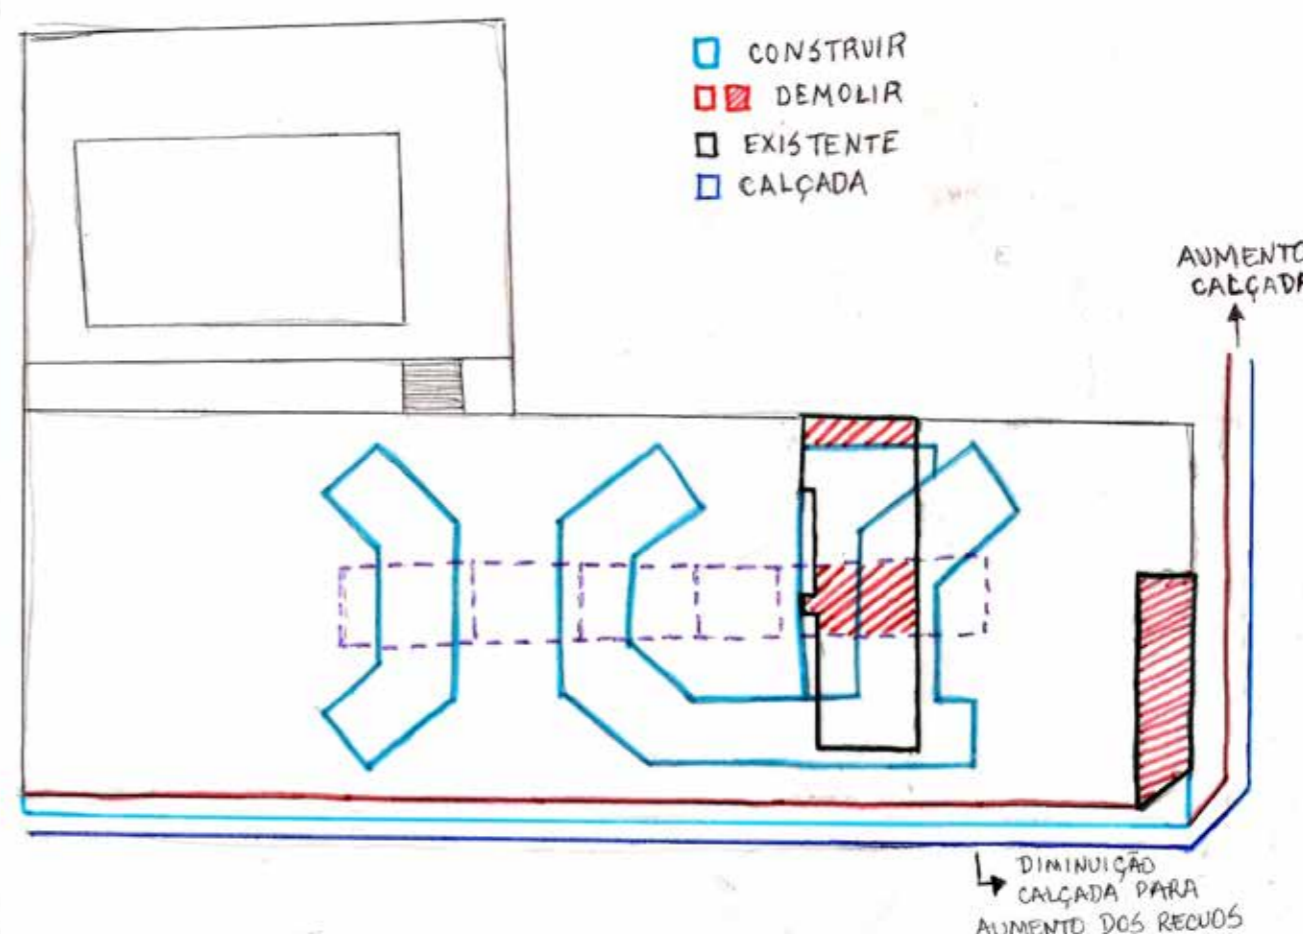 CONSTRUIR
DEMOLIR
EXISTENTE
CALÇADA
AUMENTO
CALÇADA
DIMINUIÇÃO
CALÇADA PARA
AUMENTO DOS RECUOS